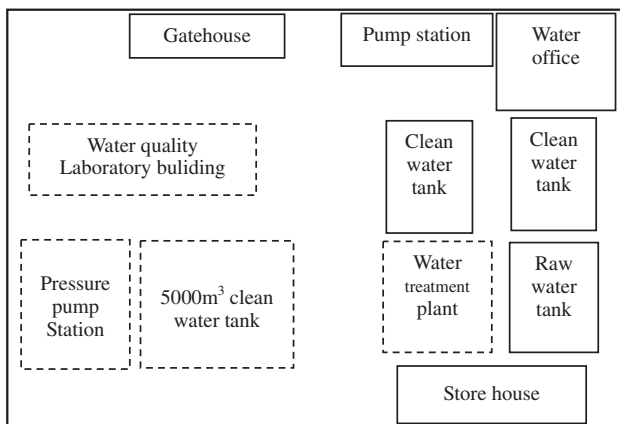 Gatehouse
Pump station
Water
office
Water quality
Laboratory buliding
Clean
water
tank
Clean
water
tank
Pressure
pump
Station
5000m³ clean
water tank
Water
treatment
plant
Raw
water
tank
Store house